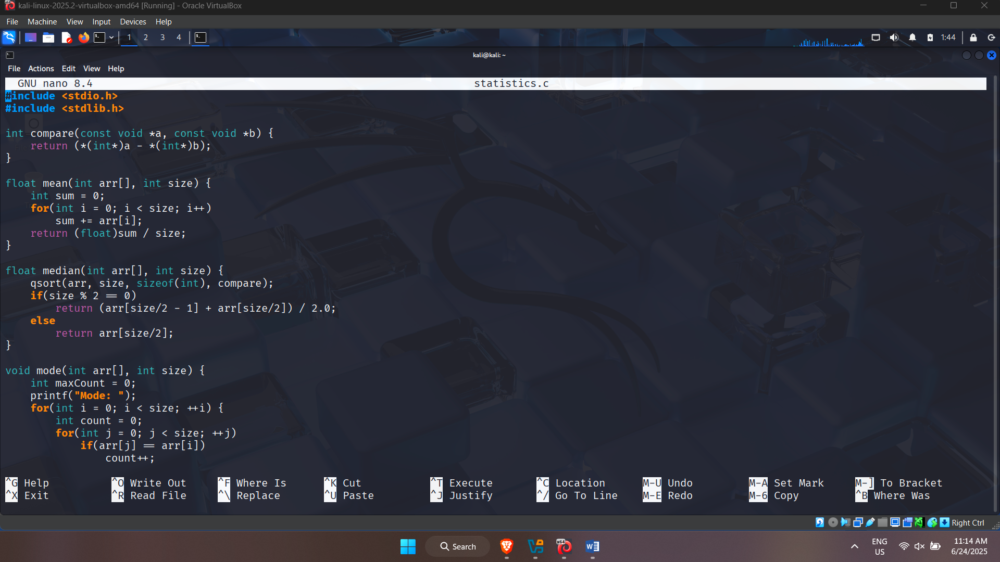 kali-linux-2025.2-virtualbox-amd64 [Running] - Oracle VirtualBox
File Machine View Input Devices Help
1 2 3 4 1:44
kali@kali: ~
File Actions Edit View Help
GNU nano 8.4 statistics.c
#include <stdio.h>
#include <stdlib.h>

int compare(const void *a, const void *b) {
    return (*(int*)a - *(int*)b);
}

float mean(int arr[], int size) {
    int sum = 0;
    for(int i = 0; i < size; i++)
        sum += arr[i];
    return (float)sum / size;
}

float median(int arr[], int size) {
    qsort(arr, size, sizeof(int), compare);
    if(size % 2 == 0)
        return (arr[size/2 - 1] + arr[size/2]) / 2.0;
    else
        return arr[size/2];
}

void mode(int arr[], int size) {
    int maxCount = 0;
    printf("Mode: ");
    for(int i = 0; i < size; ++i) {
        int count = 0;
        for(int j = 0; j < size; ++j)
            if(arr[j] == arr[i])
                count++;

^G Help ^O Write Out ^F Where Is ^K Cut ^T Execute ^C Location M-U Undo M-A Set Mark M-] To Bracket
^X Exit ^R Read File ^\ Replace ^U Paste ^J Justify ^/ Go To Line M-E Redo M-6 Copy ^B Where Was
Right Ctrl
Search x64 W ENG 11:14 AM
US 6/24/2025